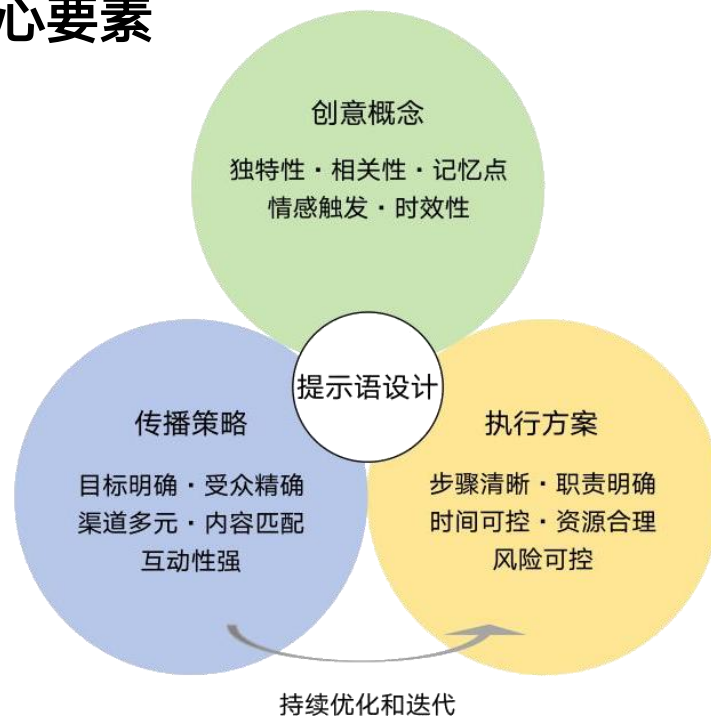 心要素
创意概念
独特性·相关性·记忆点
情感触发·时效性
提示语设计
传播策略
目标明确·受众精确
渠道多元·内容匹配
互动性强
执行方案
步骤清晰·职责明确
时间可控·资源合理
风险可控
持续优化和迭代